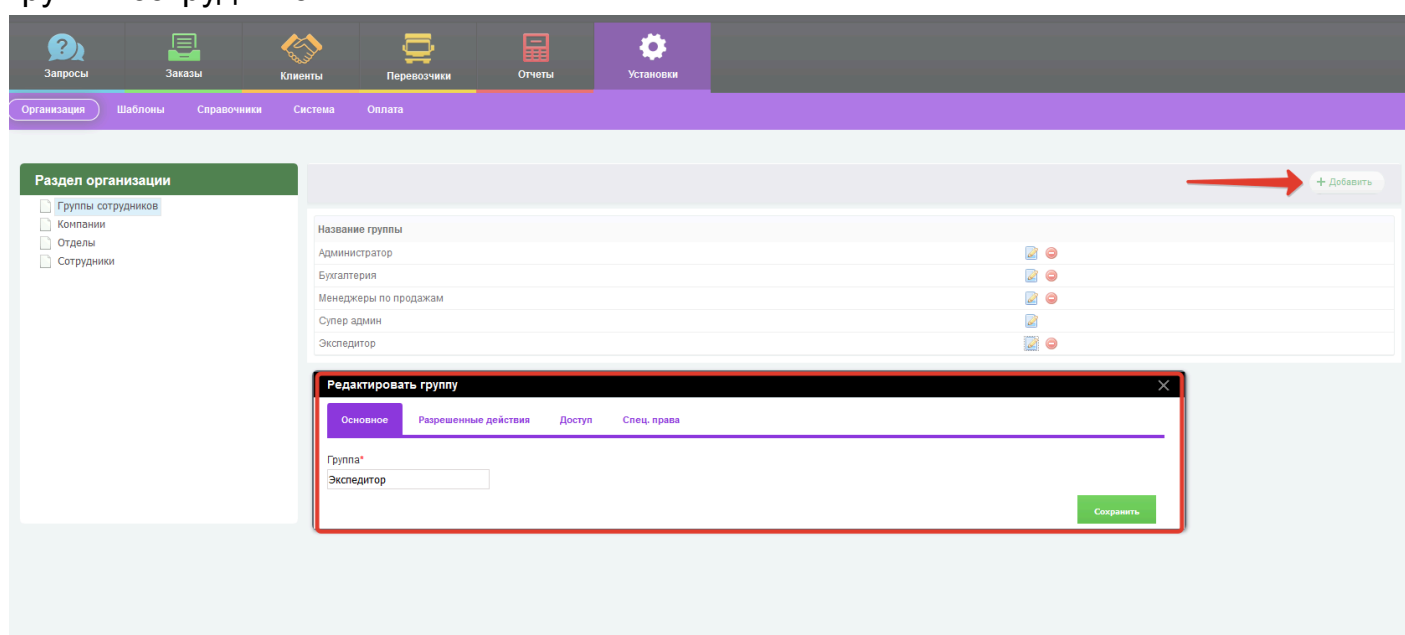 Запросы Заказы Клиенты Перевозчики Отчеты Установки
Организация Шаблоны Справочники Система Оплата
Раздел организации
+ Добавить
Группы сотрудников
Компании
Отделы
Сотрудники
Название группы
Администратор
Бухгалтерия
Менеджеры по продажам
Супер админ
Экспедитор
Редактировать группу
Основное Разрешенные действия Доступ Спец. права
Группа*
Экспедитор
Сохранить